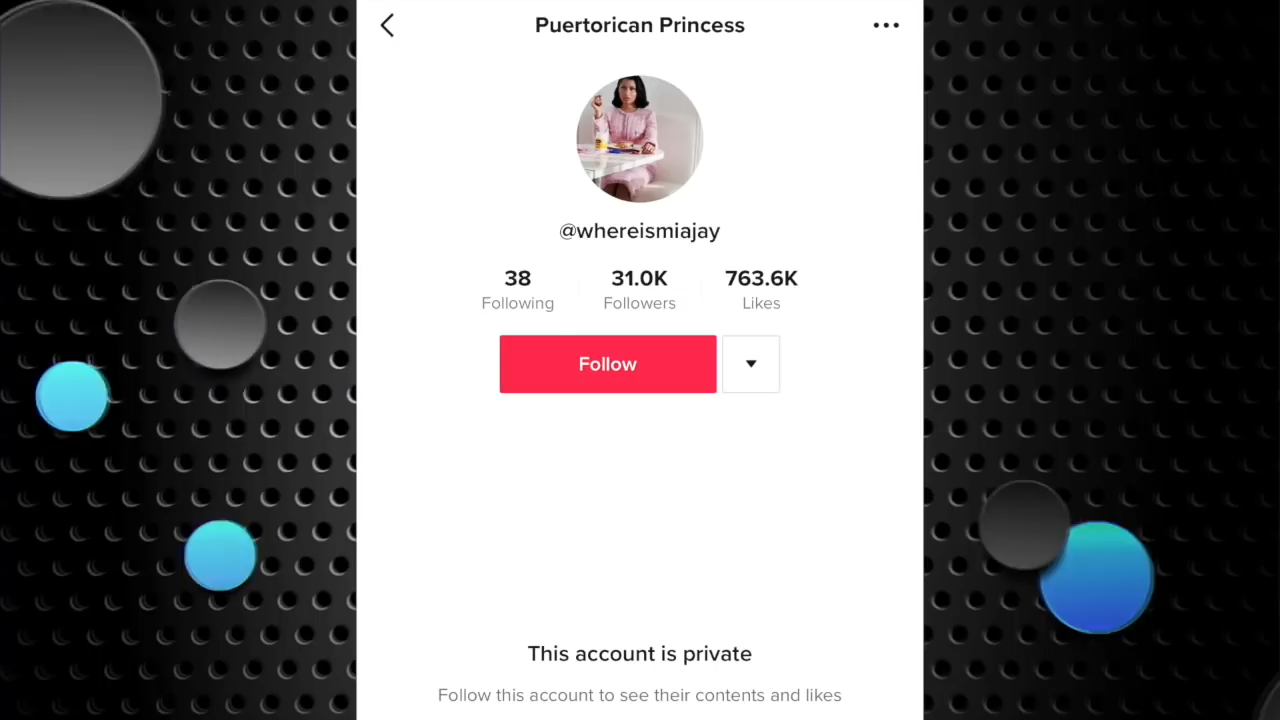 Puertorican Princess
@whereismiajay
38 31.0K 763.6K
Following Followers Likes
Follow
This account is private
Follow this account to see their contents and likes